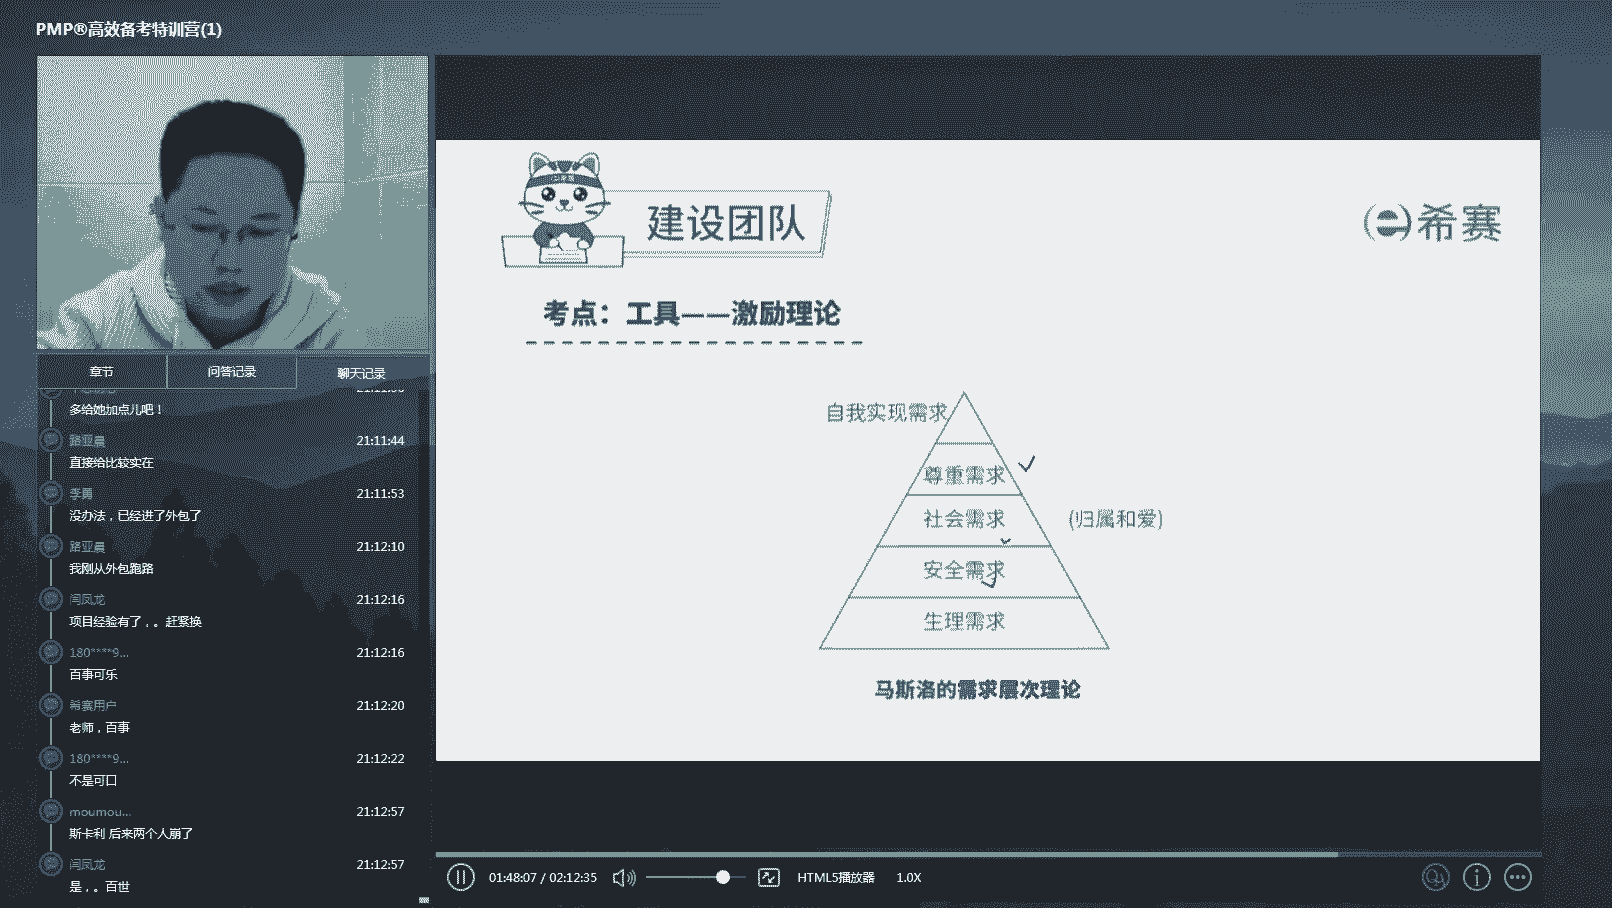 PMP®高效备考特训营(1)
章节
问答记录
聊天记录
多给她加点儿吧！
路亚晨
21:11:44
直接给比较实在
李勇
21:11:53
没办法，已经进了外包了
路亚晨
21:12:10
我刚从外包跑路
闫凤龙
21:12:16
项目经验有了，。赶紧换
180****9...
21:12:16
百事可乐
希赛用户
21:12:20
老师，百事
180****9...
21:12:22
不是可口
moumou...
21:12:57
斯卡利 后来两个人崩了
闫凤龙
21:12:57
是，。百世
建设团队
希赛
考点：工具——激励理论
自我实现需求
尊重需求
社会需求
(归属和爱)
安全需求
生理需求
马斯洛的需求层次理论
01:48:07 / 02:12:35
HTML5播放器
1.0X